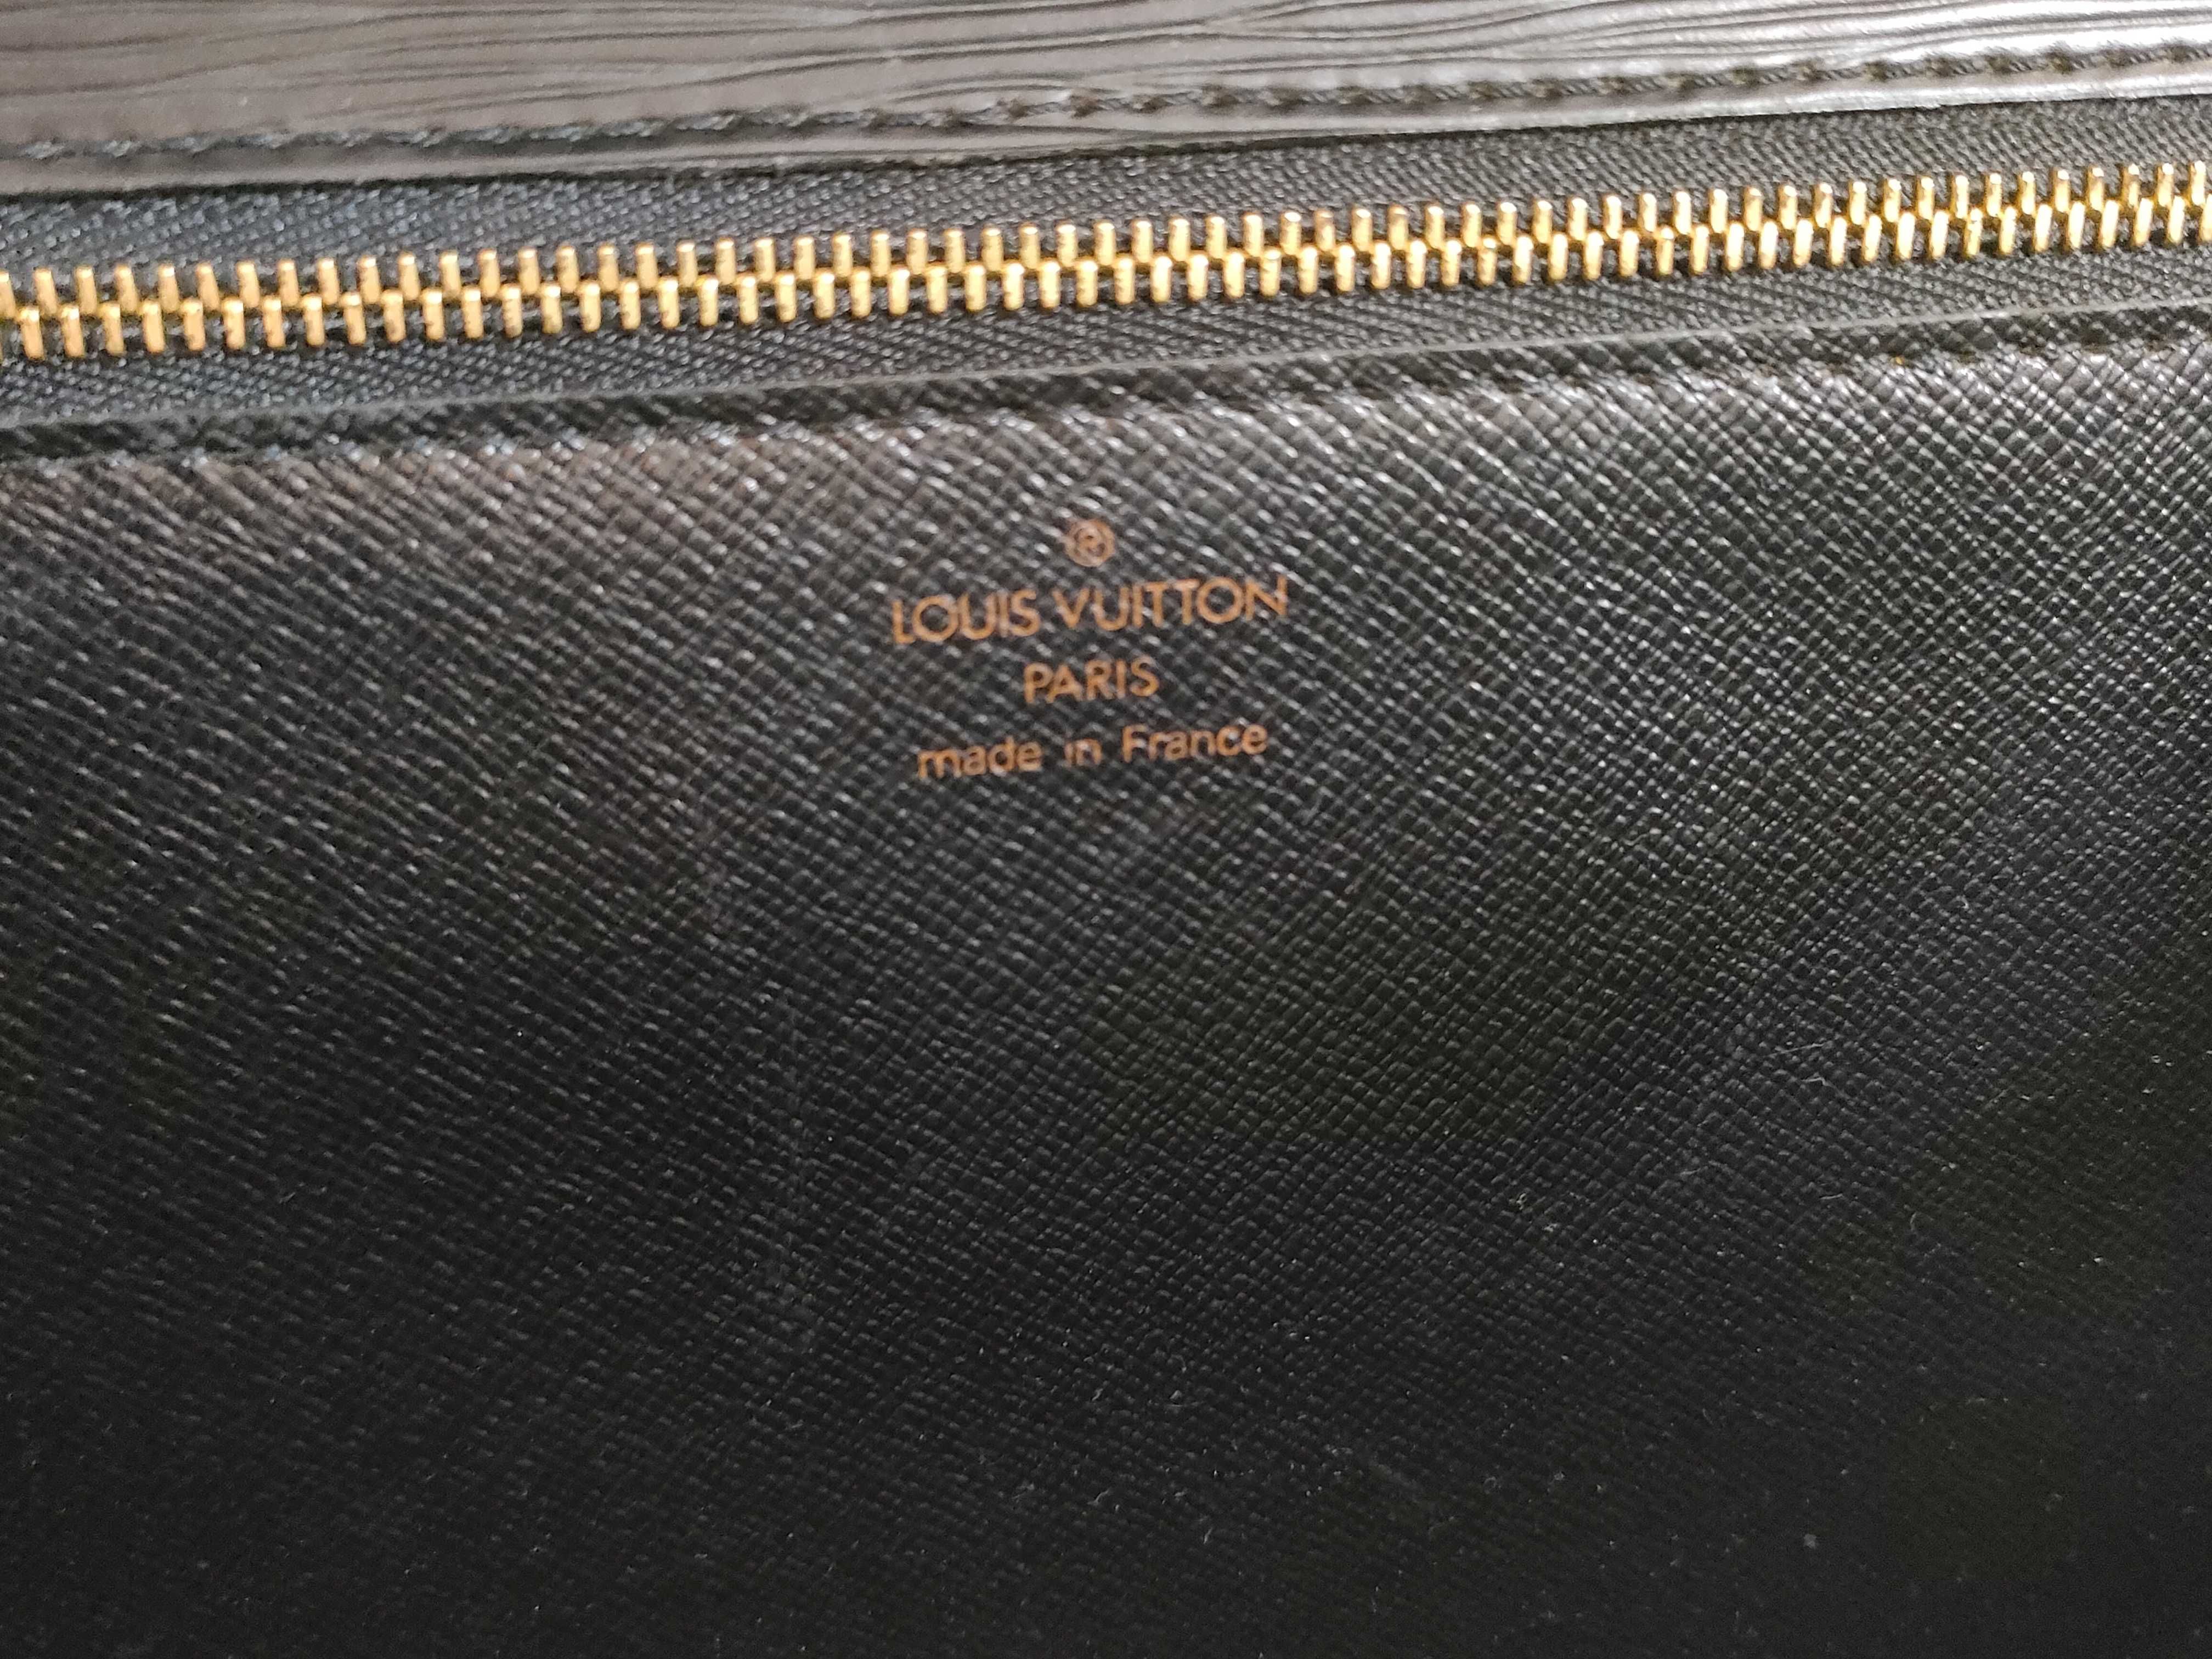 ®
LOUIS VUITTON
PARIS
made in France